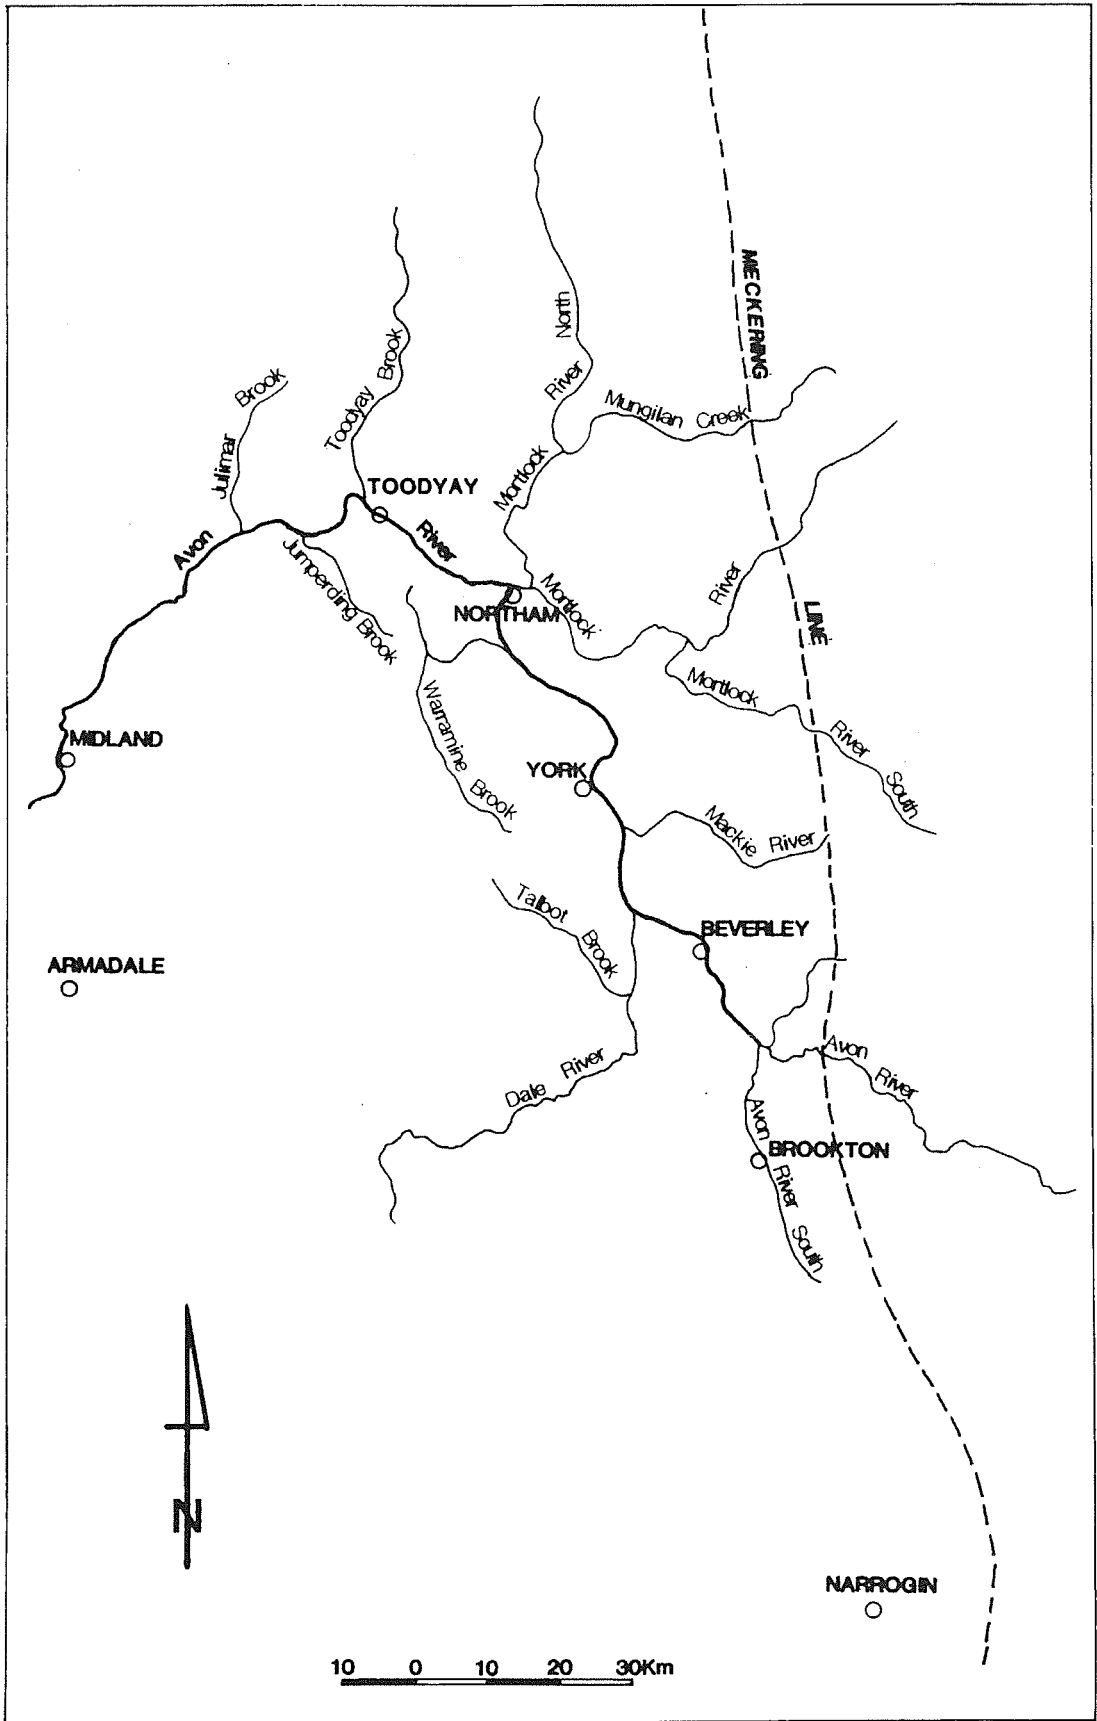 MECKERING
LINE
North
River
Mortlock
Mungilan Creek
Toodyay Brook
Julimar Brook
TOODYAY
Avon
River
Jumperding Brook
NORTHAM
Mortlock
River
Mortlock River South
Warramine Brook
MIDLAND
YORK
Mackie River
Talbot Brook
BEVERLEY
ARMADALE
Dale River
Avon River
Avon River South
BROOKTON
N
NARROGIN
10 0 10 20 30Km